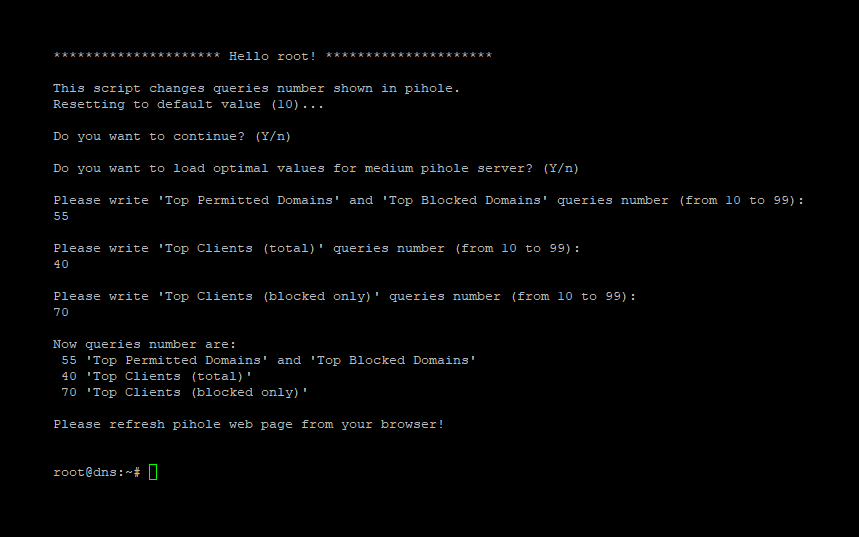 ********************* Hello root! *********************
This script changes queries number shown in pihole.
Resetting to default value (10)...
Do you want to continue? (Y/n)
Do you want to load optimal values for medium pihole server? (Y/n)
Please write 'Top Permitted Domains' and 'Top Blocked Domains' queries number (from 10 to 99):
55
Please write 'Top Clients (total)' queries number (from 10 to 99):
40
Please write 'Top Clients (blocked only)' queries number (from 10 to 99):
70
Now queries number are:
55 'Top Permitted Domains' and 'Top Blocked Domains'
40 'Top Clients (total)'
70 'Top Clients (blocked only)'
Please refresh pihole web page from your browser!
root@dns:~#